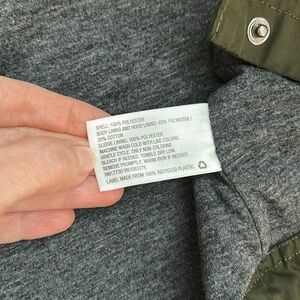 SHELL: 100% POLYESTER
BODY LINING AND HOOD LINING: 65% POLYESTER /
35% COTTON
SLEEVE LINING: 100% POLYESTER
MACHINE WASH COLD WITH LIKE COLORS,
GENTLE CYCLE. ONLY NON-CHLORINE
BLEACH IF NEEDED. TUMBLE DRY LOW.
REMOVE PROMPTLY. WARM IRON IF NEEDED.
LABEL MADE FROM 100% RECYCLED PLASTIC